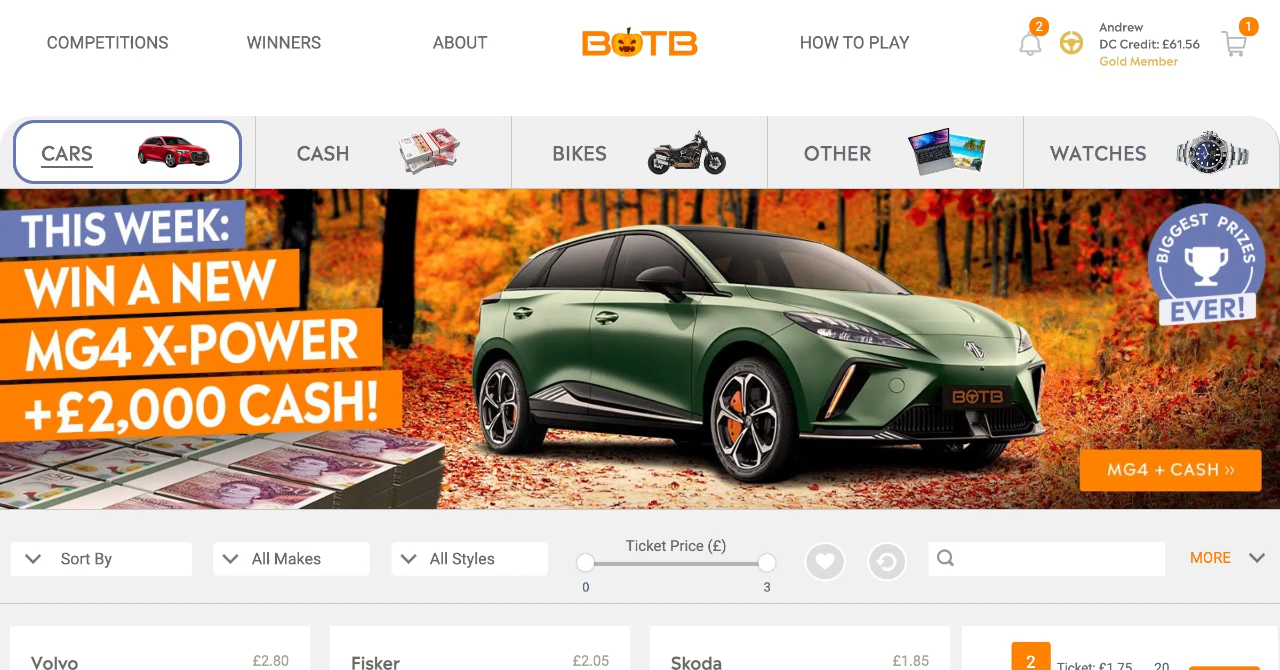 COMPETITIONS
WINNERS
ABOUT
BOTB
HOW TO PLAY
2
Andrew
DC Credit: £61.56
Gold Member
1
CARS
CASH
BIKES
OTHER
WATCHES
THIS WEEK:
WIN A NEW
MG4 X-POWER
+£2,000 CASH!
BIGGEST PRIZES
EVER!
BOTB
MG4 + CASH »
Sort By
All Makes
All Styles
Ticket Price (£)
0
3
MORE
Volvo
£2.80
Fisker
£2.05
Skoda
£1.85
2
Ticket: £1.75
20